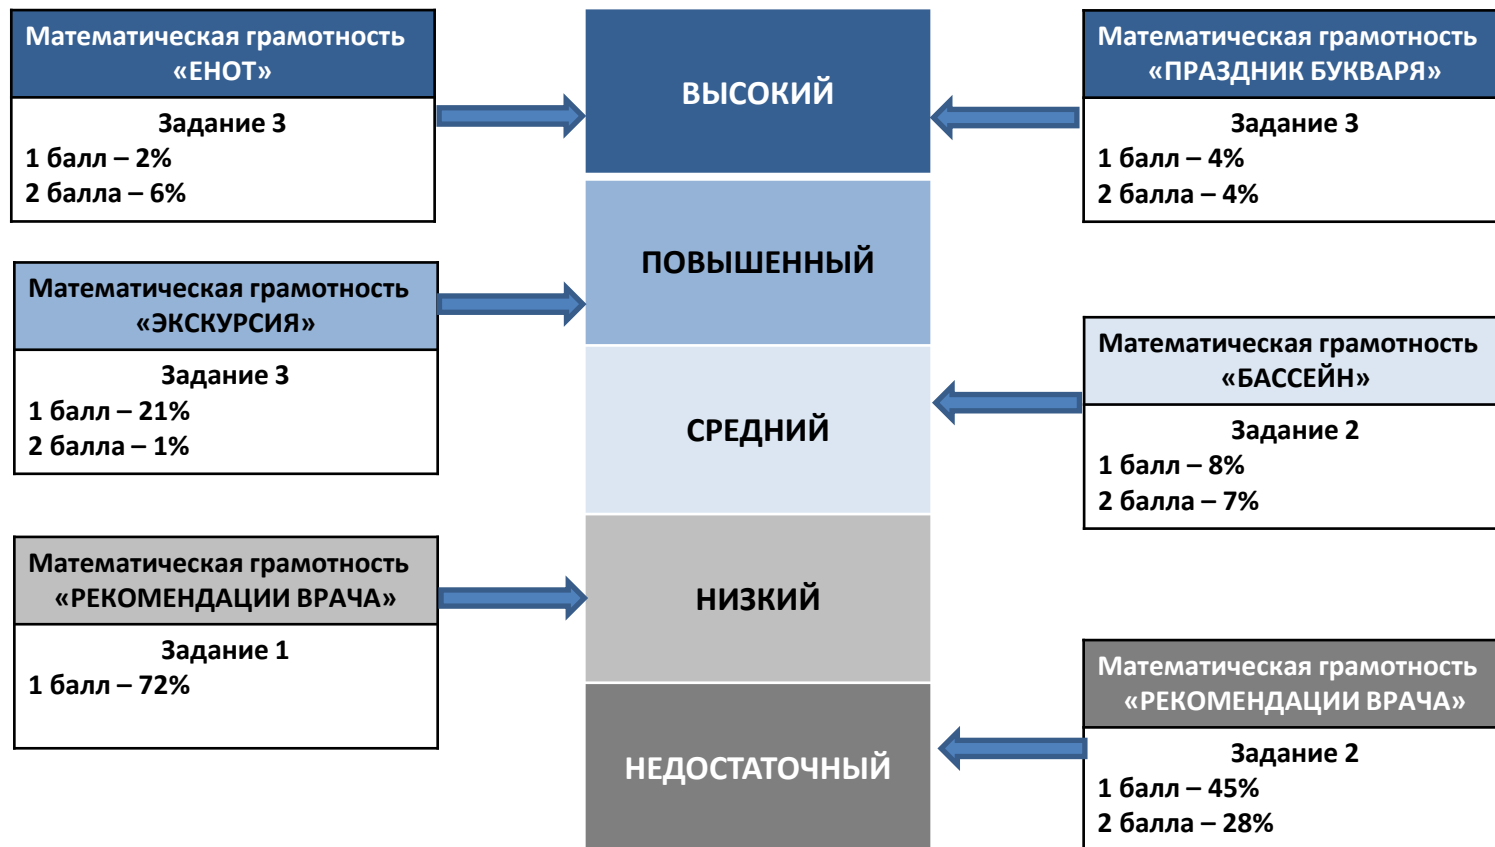 Математическая грамотность
«ЕНОТ»
Задание 3
1 балл – 2%
2 балла – 6%
Математическая грамотность
«ЭКСКУРСИЯ»
Задание 3
1 балл – 21%
2 балла – 1%
Математическая грамотность
«РЕКОМЕНДАЦИИ ВРАЧА»
Задание 1
1 балл – 72%
ВЫСОКИЙ
ПОВЫШЕННЫЙ
СРЕДНИЙ
НИЗКИЙ
НЕДОСТАТОЧНЫЙ
Математическая грамотность
«ПРАЗДНИК БУКВАРЯ»
Задание 3
1 балл – 4%
2 балла – 4%
Математическая грамотность
«БАССЕЙН»
Задание 2
1 балл – 8%
2 балла – 7%
Математическая грамотность
«РЕКОМЕНДАЦИИ ВРАЧА»
Задание 2
1 балл – 45%
2 балла – 28%